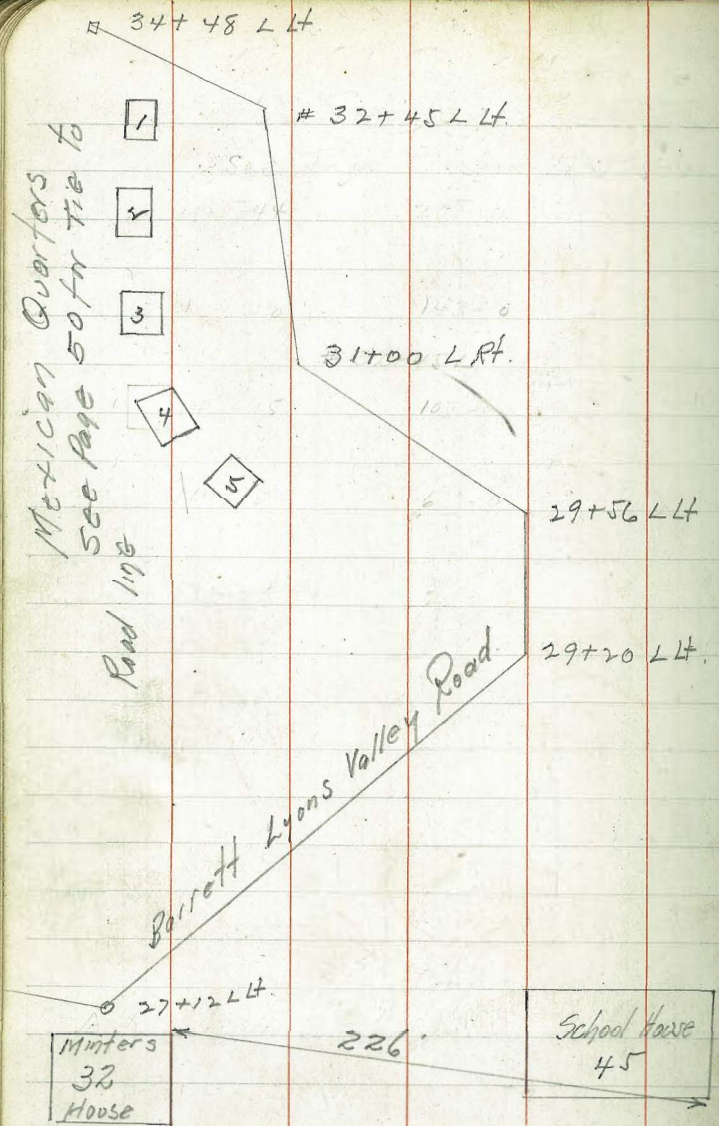 34+48 L Lt
# 32+45 L Lt.
1
2
3
4
5
Mexican Quarters
See Page 50 for Tie to
Road line
31+00 L Rt.
29+56 L Lt
29+20 L Lt.
Barrett Lyons Valley Road
27+12 L Lt.
226'
Minters
32
House
School House
45